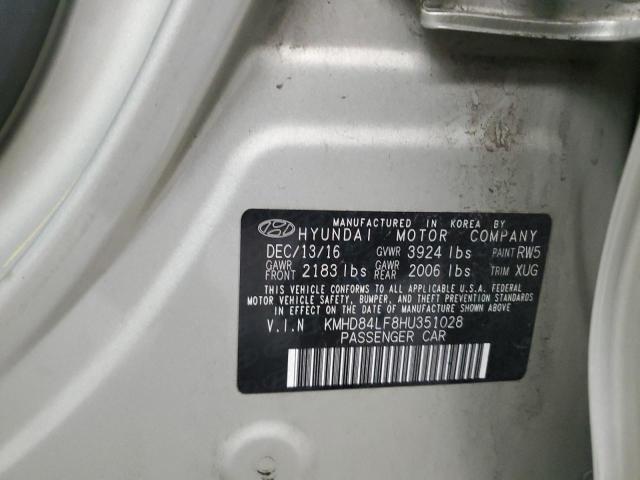 MANUFACTURED IN KOREA BY
HYUNDAI MOTOR COMPANY
DEC/13/16 GVWR 3924 lbs PAINT RW5
GAWR FRONT 2183 lbs GAWR REAR 2006 lbs TRIM XUG
THIS VEHICLE CONFORMS TO ALL APPLICABLE U.S.A. FEDERAL
MOTOR VEHICLE SAFETY, BUMPER, AND THEFT PREVENTION
STANDARDS IN EFFECT ON THE DATE OF MANUFACTURE SHOWN ABOVE
V.I.N KMHD84LF8HU351028
PASSENGER CAR